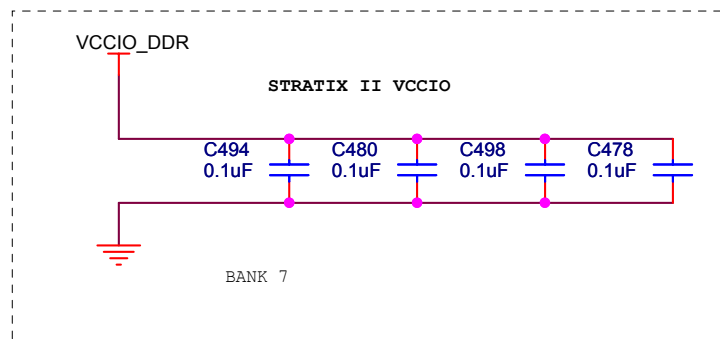 VCCIO_DDR
STRATIX II VCCIO
C494 C480 C498 C478
0.1uF 0.1uF 0.1uF 0.1uF
BANK 7